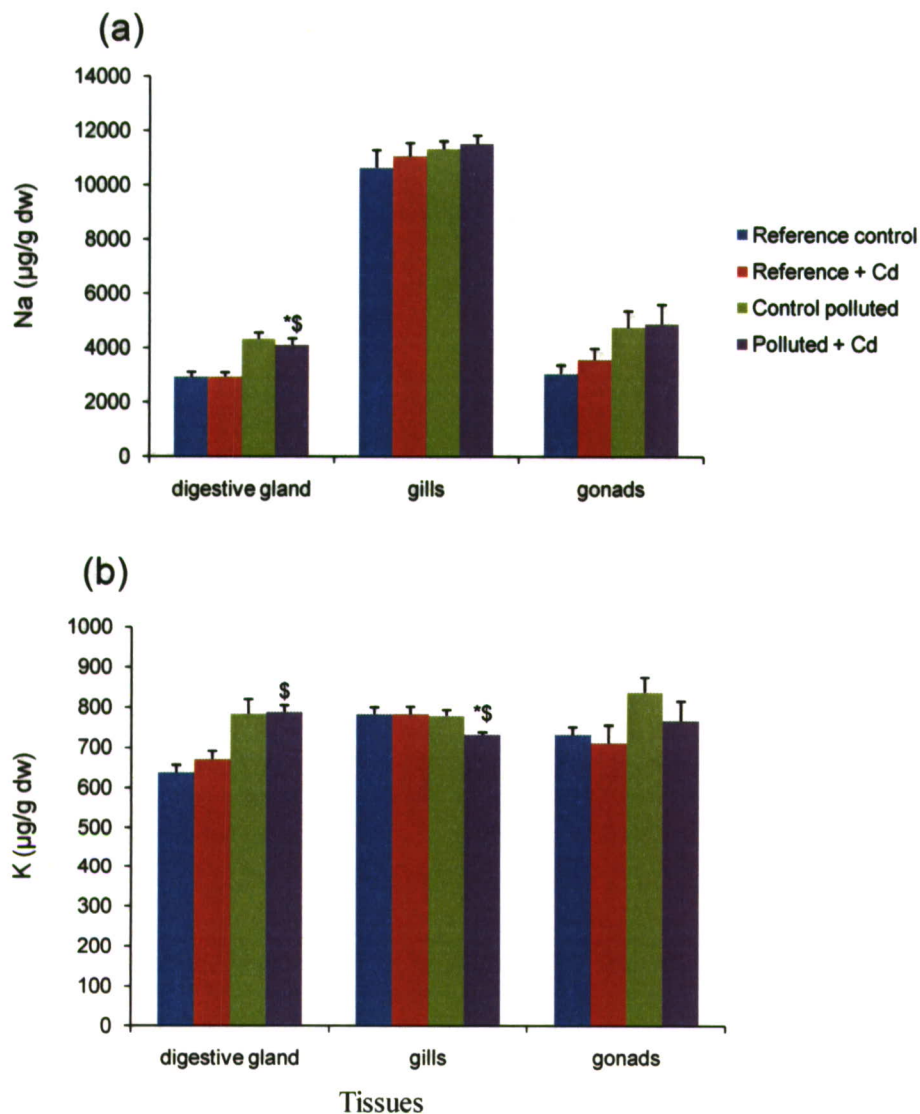 (a)
14000
12000
10000
8000
6000
4000
2000
0
Na (µg/g dw)
*$
digestive gland
gills
gonads
Reference control
Reference + Cd
Control polluted
Polluted + Cd
(b)
1000
900
800
700
600
500
400
300
200
100
0
K (µg/g dw)
$
*$
digestive gland
gills
gonads
Tissues